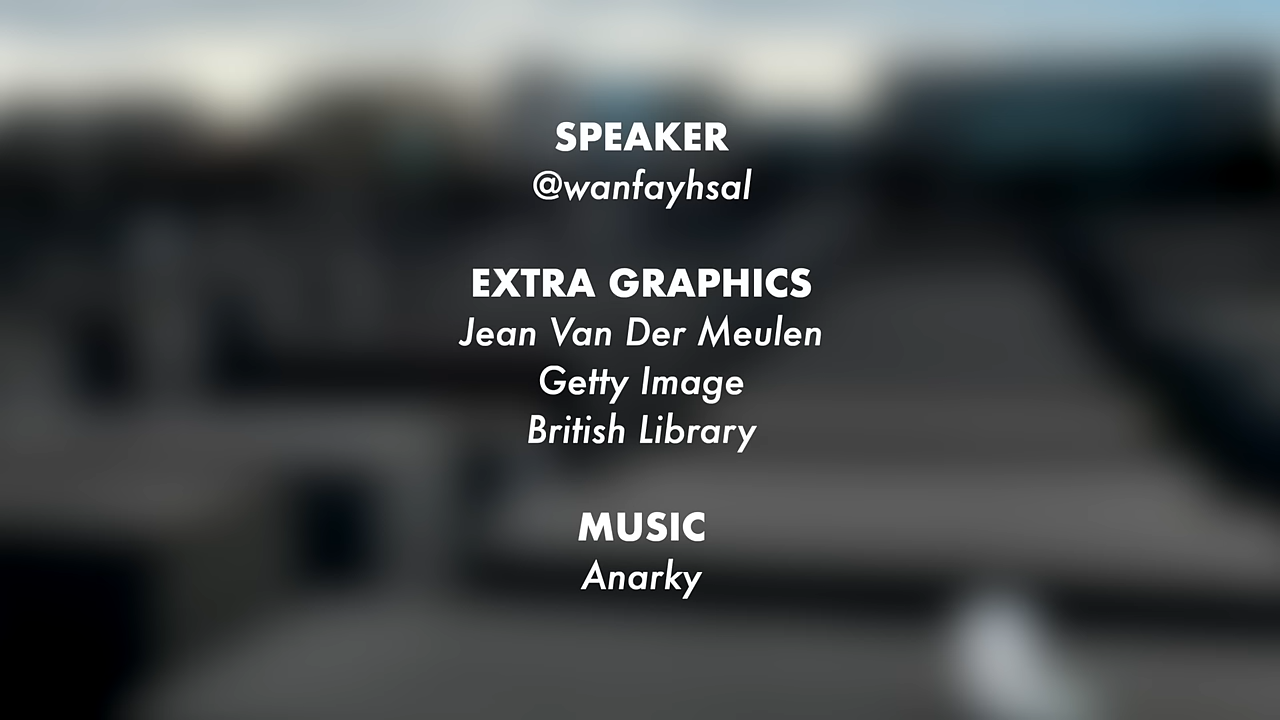 SPEAKER
@wanfayhsal
EXTRA GRAPHICS
Jean Van Der Meulen
Getty Image
British Library
MUSIC
Anarky